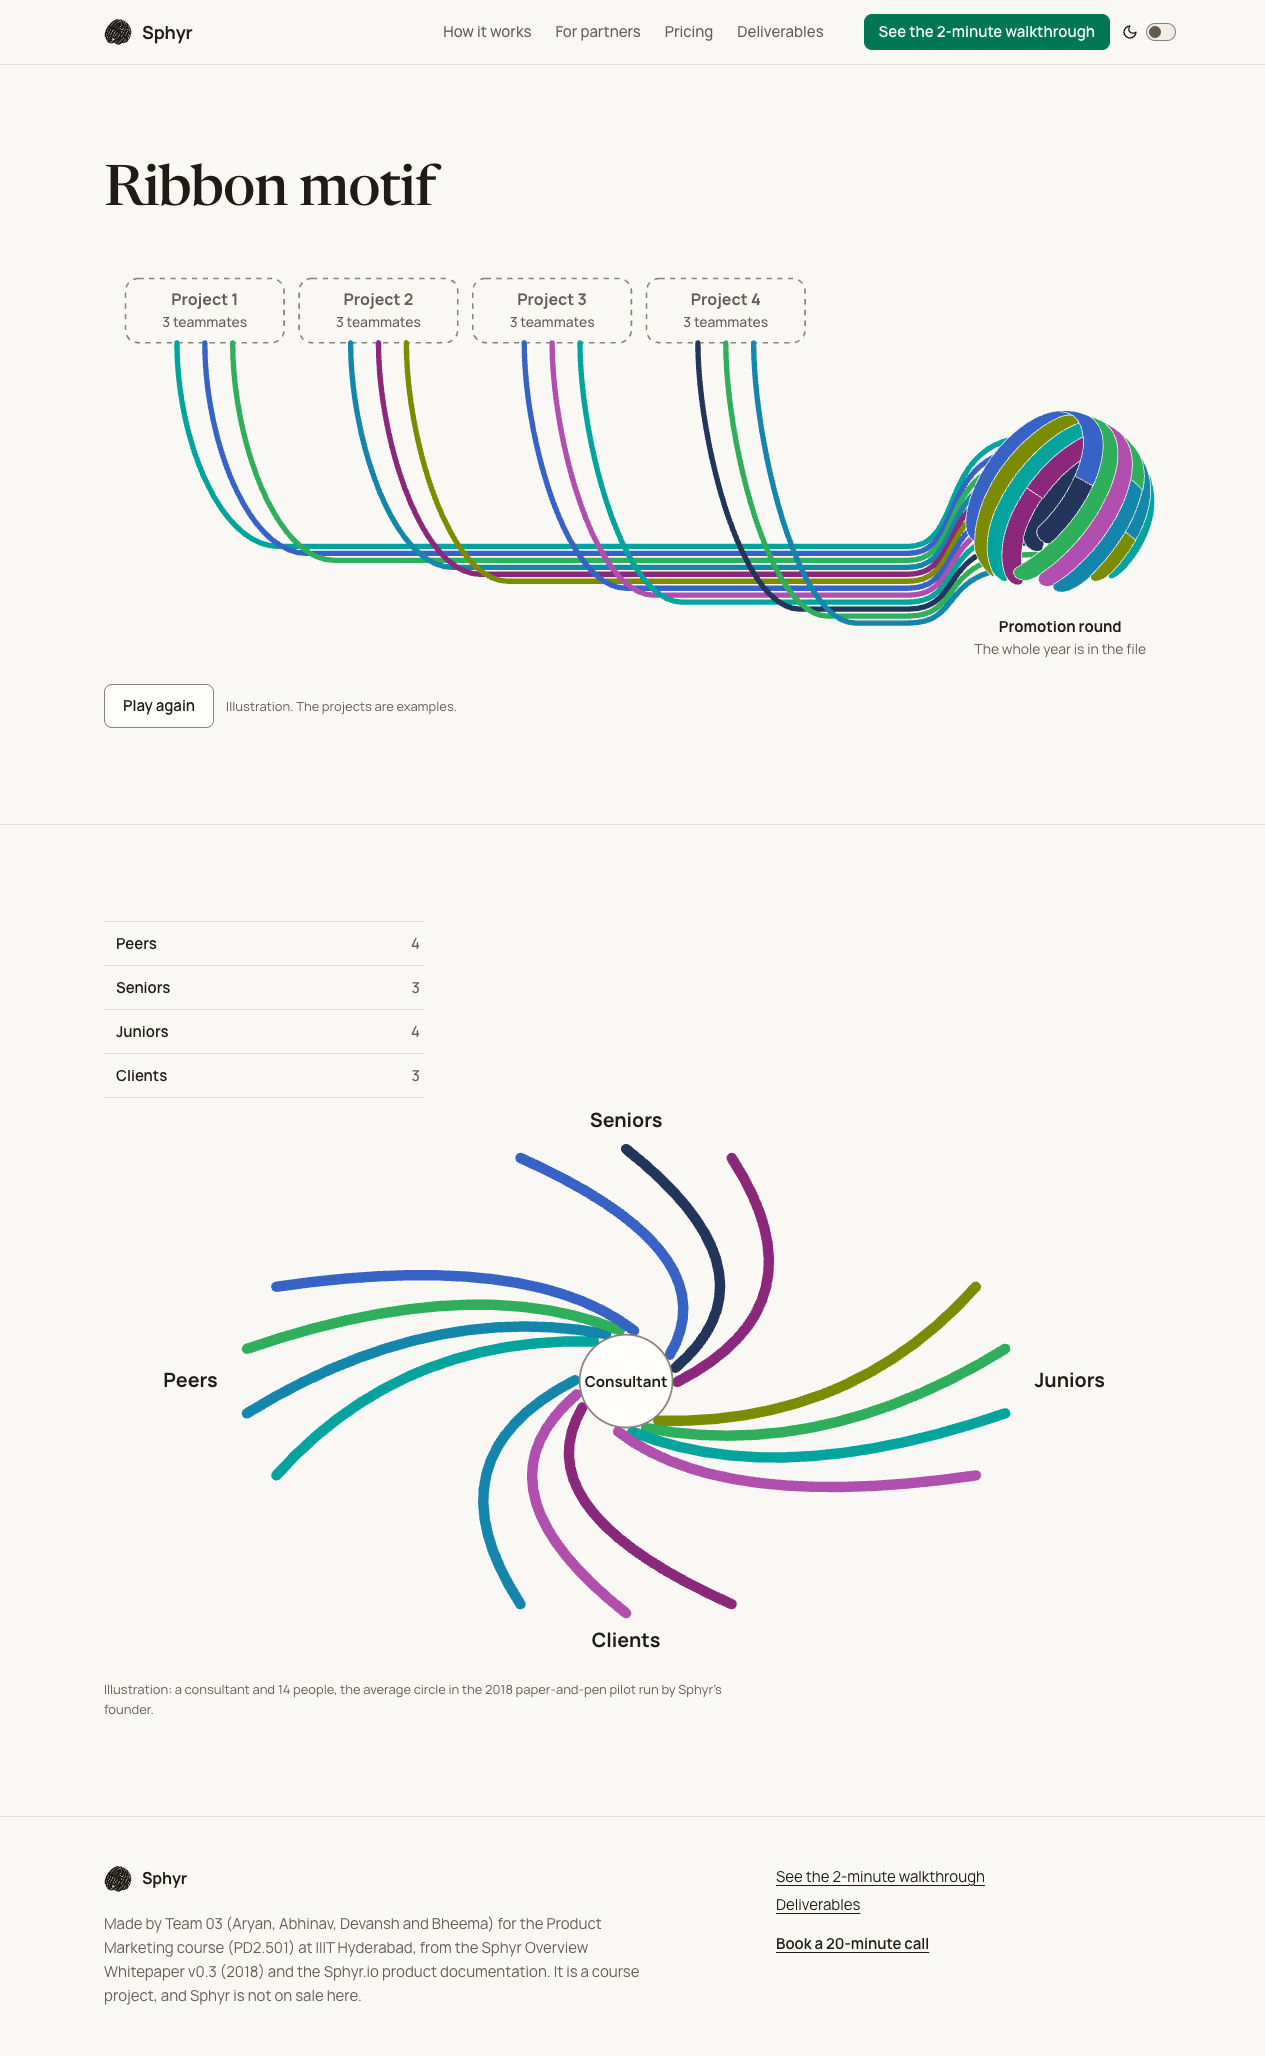 Sphyr
How it works
For partners
Pricing
Deliverables
See the 2-minute walkthrough
Ribbon motif
Project 1
3 teammates
Project 2
3 teammates
Project 3
3 teammates
Project 4
3 teammates
Promotion round
The whole year is in the file
Play again
Illustration. The projects are examples.
Peers 4
Seniors 3
Juniors 4
Clients 3
Seniors
Peers
Consultant
Juniors
Clients
Illustration: a consultant and 14 people, the average circle in the 2018 paper-and-pen pilot run by Sphyr's
founder.
Sphyr
Made by Team 03 (Aryan, Abhinav, Devansh and Bheema) for the Product
Marketing course (PD2.501) at IIIT Hyderabad, from the Sphyr Overview
Whitepaper v0.3 (2018) and the Sphyr.io product documentation. It is a course
project, and Sphyr is not on sale here.
See the 2-minute walkthrough
Deliverables
Book a 20-minute call